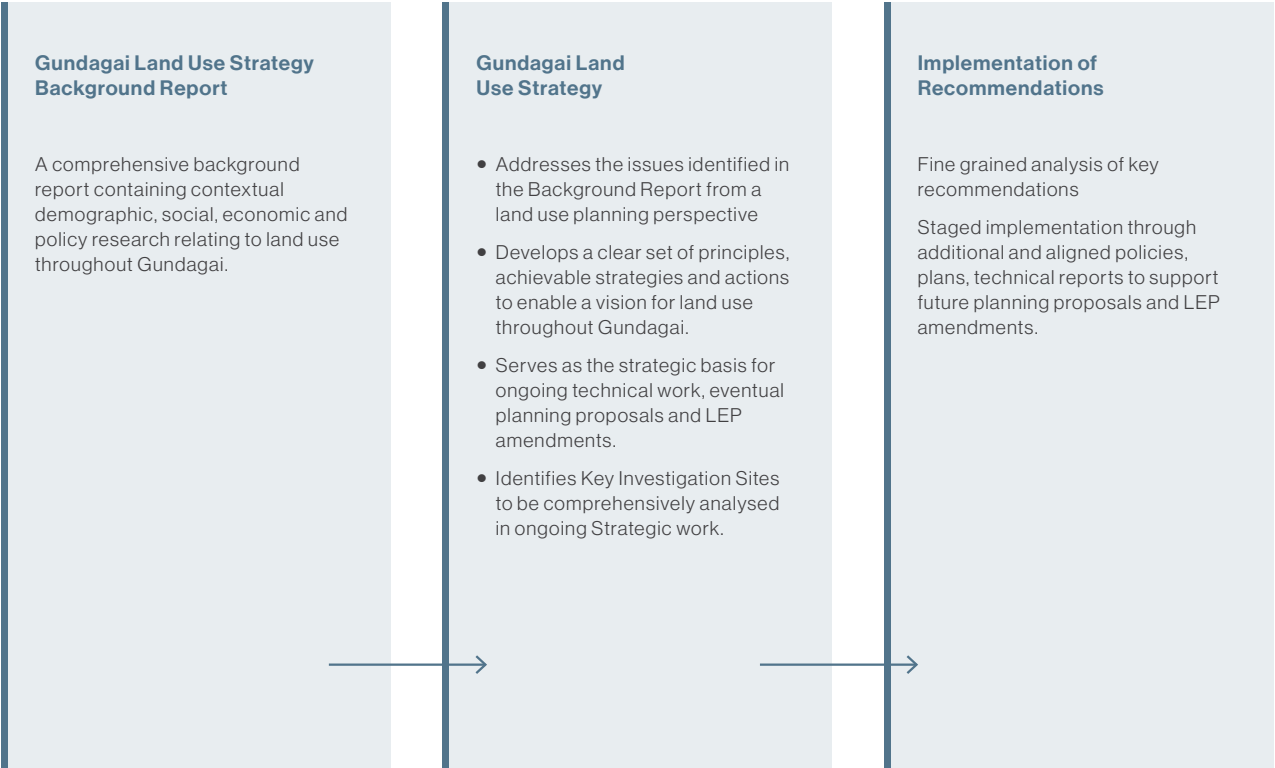 Gundagai Land Use Strategy
Background Report
A comprehensive background
report containing contextual
demographic, social, economic and
policy research relating to land use
throughout Gundagai.
Gundagai Land
Use Strategy
• Addresses the issues identified in
the Background Report from a
land use planning perspective
• Develops a clear set of principles,
achievable strategies and actions
to enable a vision for land use
throughout Gundagai.
• Serves as the strategic basis for
ongoing technical work, eventual
planning proposals and LEP
amendments.
• Identifies Key Investigation Sites
to be comprehensively analysed
in ongoing Strategic work.
Implementation of
Recommendations
Fine grained analysis of key
recommendations
Staged implementation through
additional and aligned policies,
plans, technical reports to support
future planning proposals and LEP
amendments.